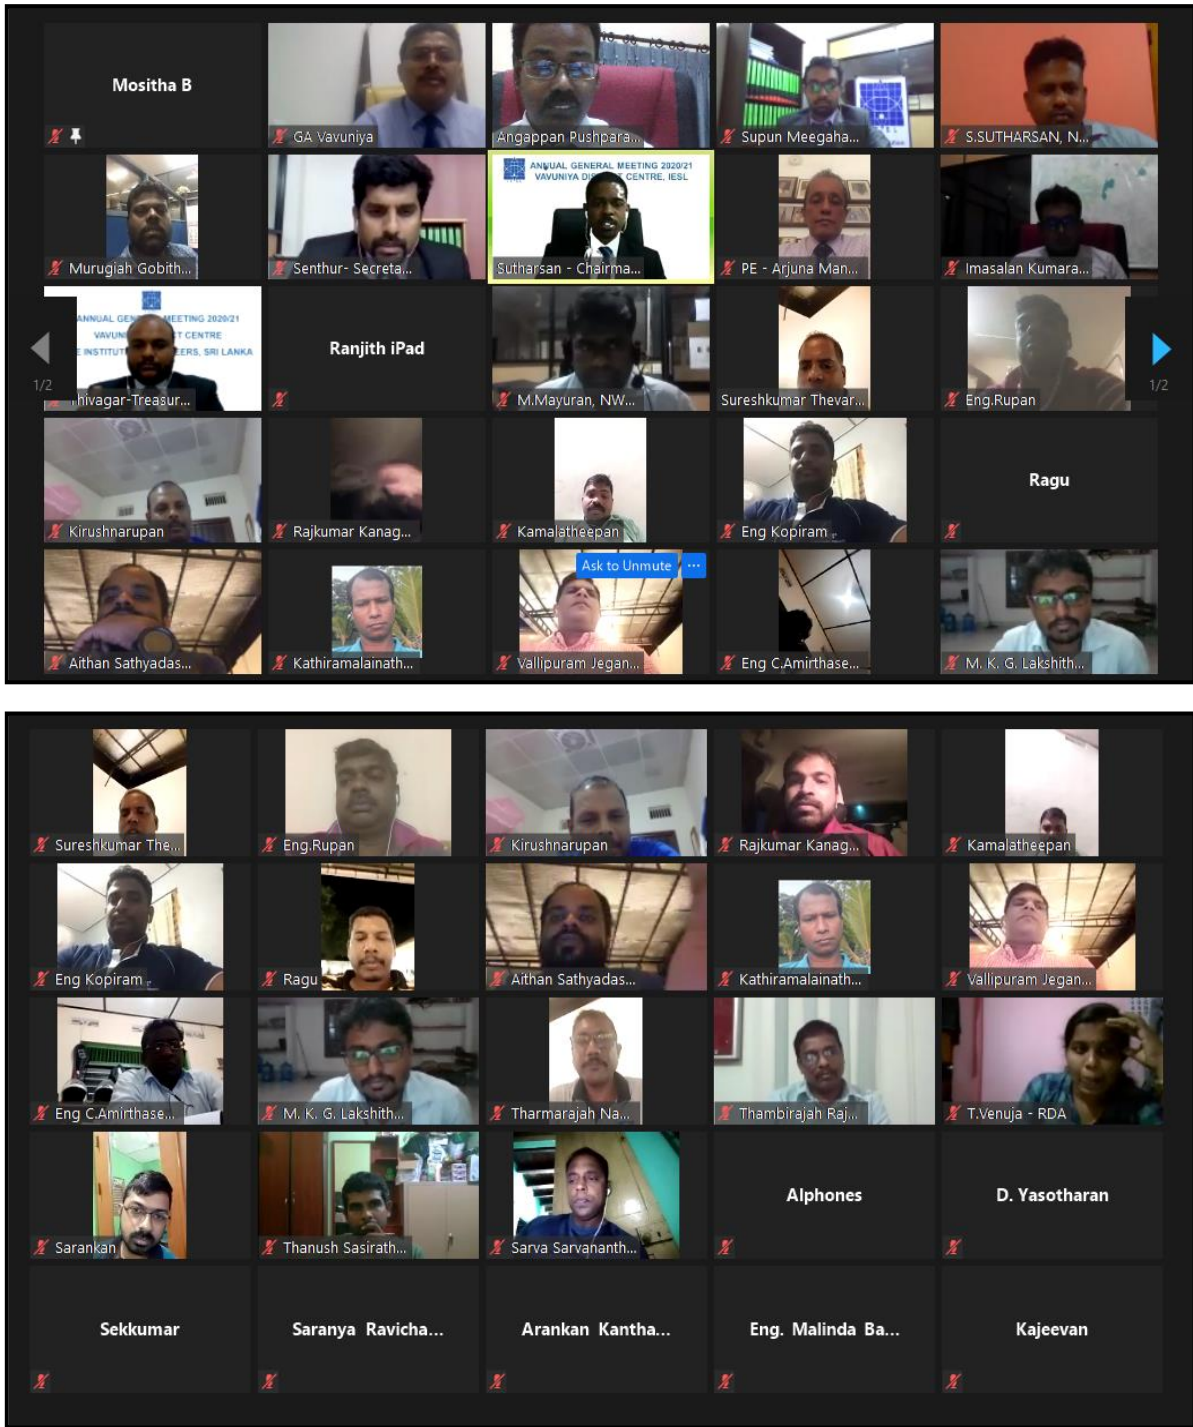 Mositha B
GA Vavuniya
Angappan Pushpara...
Supun Meegaha...
S.SUTHARSAN, N...
Murugiah Gobith...
Senthur- Secreta...
ANNUAL GENERAL MEETING 2020/21
VAVUNIYA DIS CT CENTRE, IESL
Sutharsan - Chairma...
PE - Arjuna Man...
Imasalan Kumara...
ANNUAL GEN MEETING 2020/21
VAVUNI T CENTRE
E INSTITUT EERS, SRI LANKA
1/2
Thivagar-Treasur...
Ranjith iPad
M.Mayuran, NW...
Sureshkumar Thevar...
Eng.Rupan
1/2
Kirushnarupan
Rajkumar Kanag...
Kamalatheepan
Eng Kopiram
Ragu
Aithan Sathyadas...
Kathiramalainath...
Ask to Unmute ...
Vallipuram Jegan...
Eng C.Amirthase...
M. K. G. Lakshith...
Sureshkumar The...
Eng.Rupan
Kirushnarupan
Rajkumar Kanag...
Kamalatheepan
Eng Kopiram
Ragu
Aithan Sathyadas...
Kathiramalainath...
Vallipuram Jegan...
Eng C.Amirthase...
M. K. G. Lakshith...
Tharmarajah Na...
Thambirajah Raj...
T.Venuja - RDA
Sarankan
Thanush Sasirath...
Sarva Sarvananth...
Alphones
D. Yasotharan
Sekkumar
Saranya Ravicha...
Arankan Kantha...
Eng. Malinda Ba...
Kajeevan